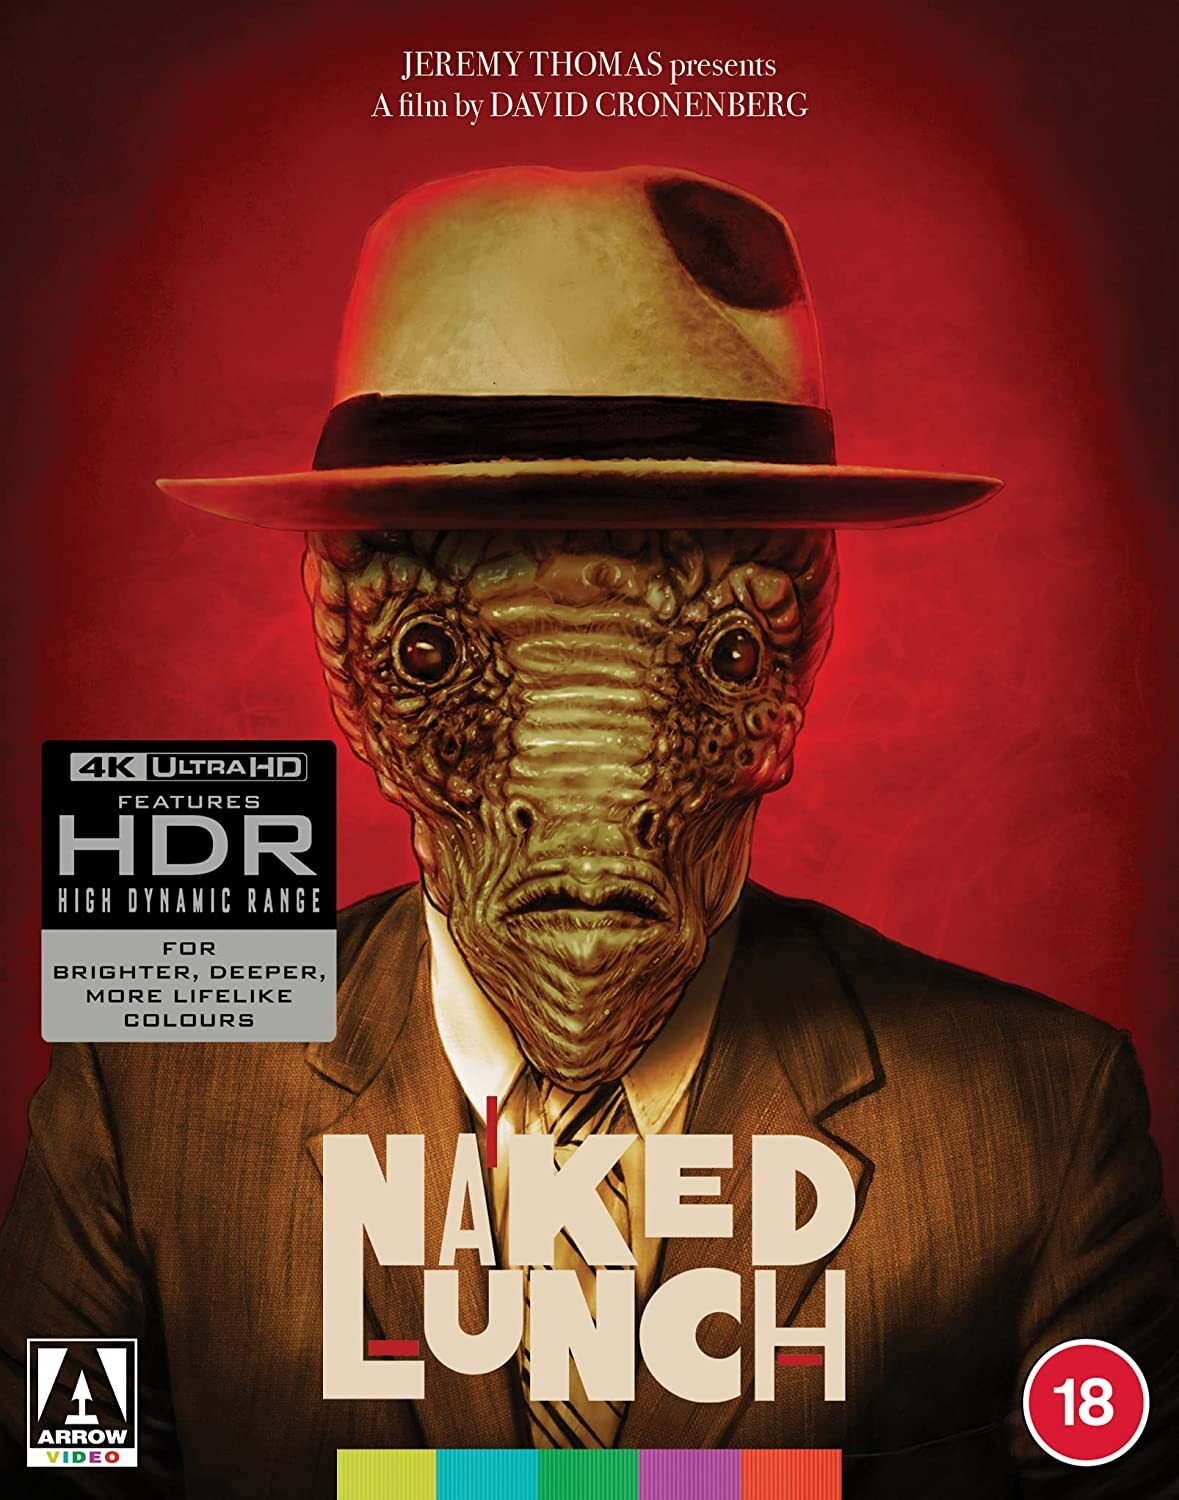 JEREMY THOMAS presents
A film by DAVID CRONENBERG
4K ULTRA HD
FEATURES
HDR
HIGH DYNAMIC RANGE
FOR
BRIGHTER, DEEPER,
MORE LIFELIKE
COLOURS
NAKED
LUNCH
ARROW
VIDEO
18